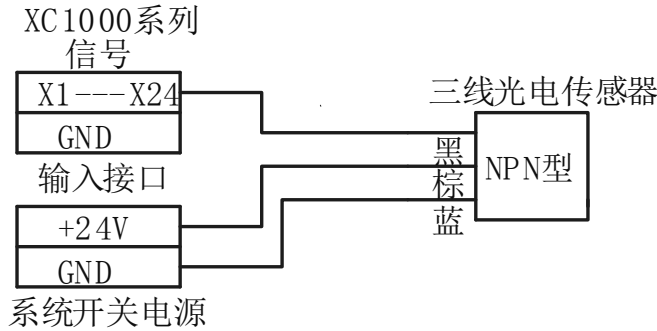 XC1000系列
信号
X1---X24
GND
输入接口
+24V
GND
系统开关电源
三线光电传感器
黑
棕
蓝
NPN型